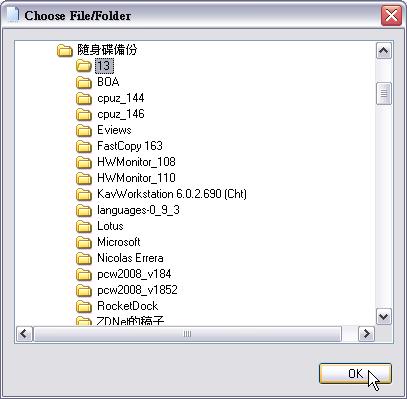 Choose File/Folder
隨身碟備份
13
BOA
cpuz_144
cpuz_146
Eviews
FastCopy 163
HWMonitor_108
HWMonitor_110
KavWorkstation 6.0.2.690 (Cht)
languages-0_9_3
Lotus
Microsoft
Nicolas Errera
pcw2008_v184
pcw2008_v1852
RocketDock
ZDNet的稿子
OK